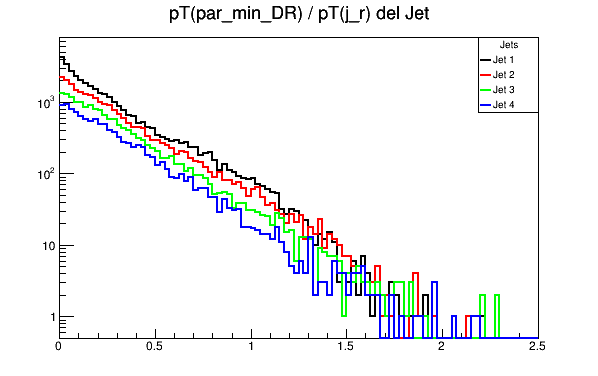 pT(par_min_DR) / pT(j_r) del Jet
Jets
Jet 1
Jet 2
Jet 3
Jet 4
10³
10²
10
1
0 0.5 1 1.5 2 2.5